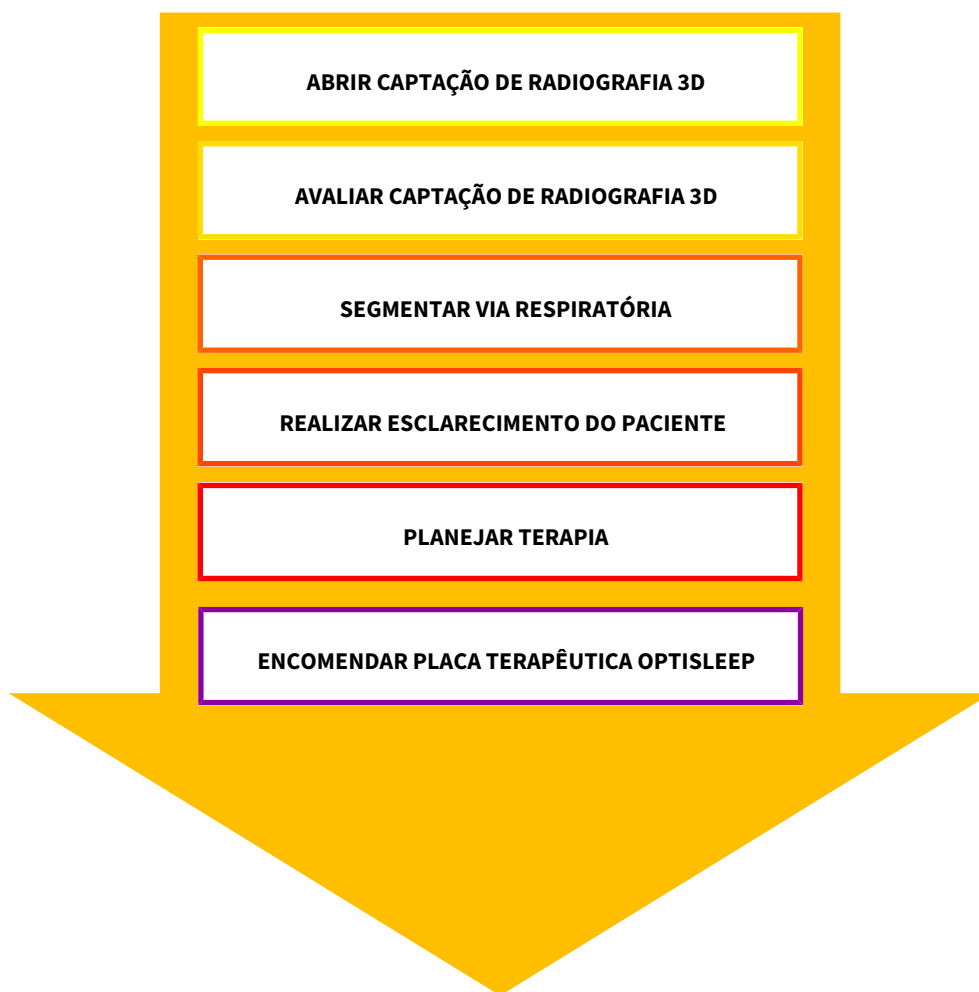 ABRIR CAPTAÇÃO DE RADIOGRAFIA 3D
AVALIAR CAPTAÇÃO DE RADIOGRAFIA 3D
SEGMENTAR VIA RESPIRATÓRIA
REALIZAR ESCLARECIMENTO DO PACIENTE
PLANEJAR TERAPIA
ENCOMENDAR PLACA TERAPÊUTICA OPTISLEEP